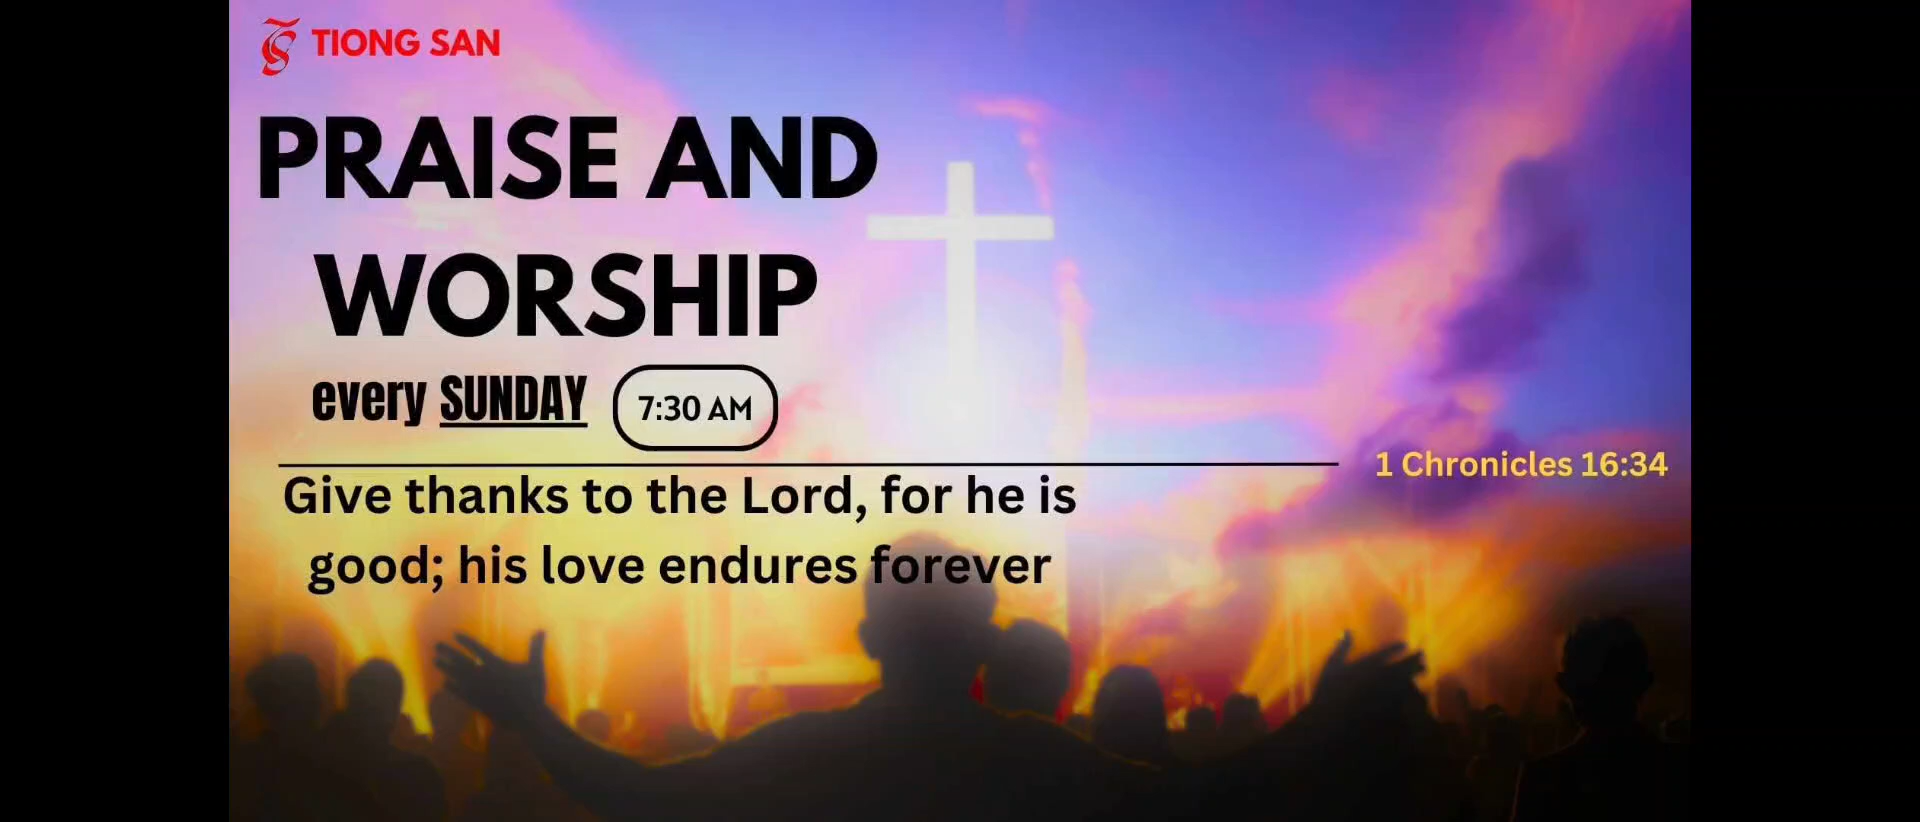 TIONG SAN
PRAISE AND
WORSHIP
every SUNDAY
7:30 AM
1 Chronicles 16:34
Give thanks to the Lord, for he is
good; his love endures forever